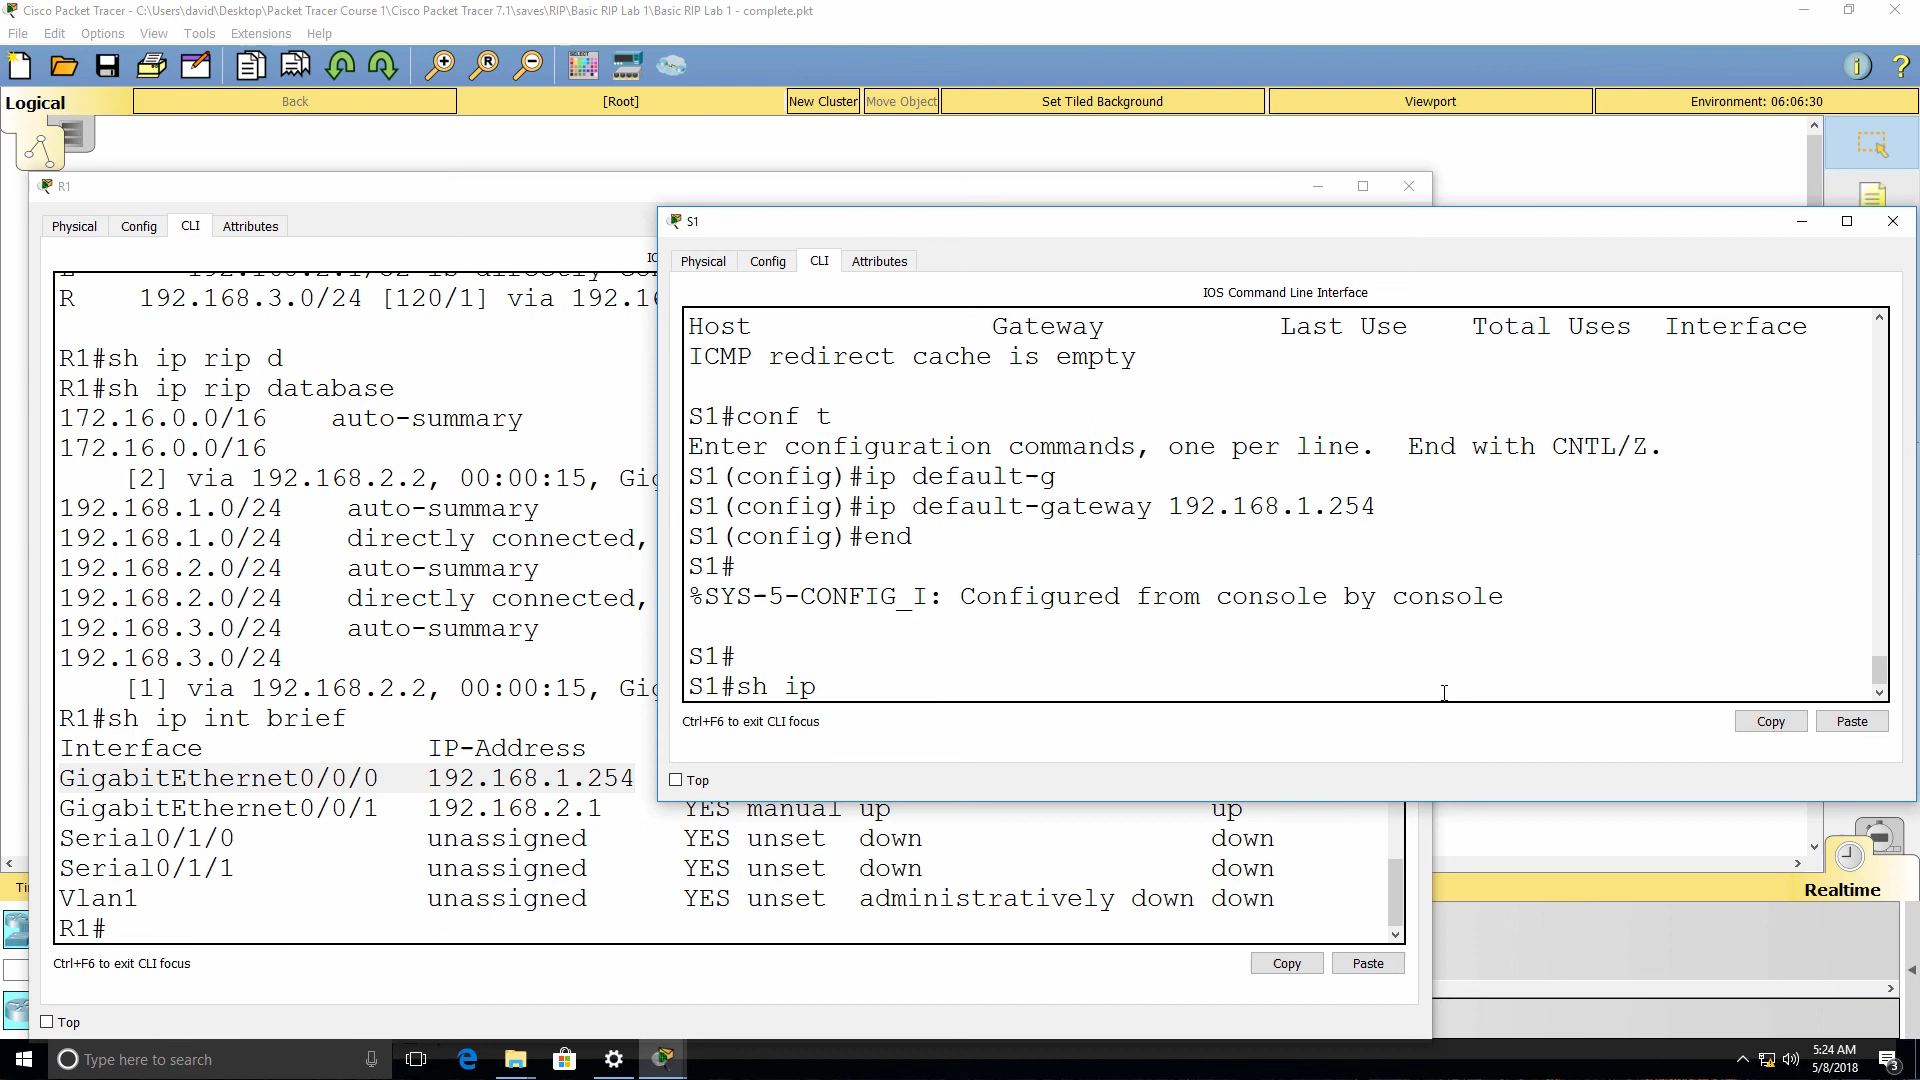 Cisco Packet Tracer - C:\Users\david\Desktop\Packet Tracer Course 1\Cisco Packet Tracer 7.1\saves\RIP\Basic RIP Lab 1\Basic RIP Lab 1 - complete.pkt
File Edit Options View Tools Extensions Help
Logical Back [Root] New Cluster Move Object Set Tiled Background Viewport Environment: 06:06:30
R1
Physical Config CLI Attributes
R 192.168.3.0/24 [120/1] via
R1#sh ip rip d
R1#sh ip rip database
172.16.0.0/16 auto-summary
172.16.0.0/16
[2] via 192.168.2.2, 00:00:15,
192.168.1.0/24 auto-summary
192.168.1.0/24 directly connected,
192.168.2.0/24 auto-summary
192.168.2.0/24 directly connected,
192.168.3.0/24 auto-summary
192.168.3.0/24
[1] via 192.168.2.2, 00:00:15,
R1#sh ip int brief
Interface IP-Address
GigabitEthernet0/0/0 192.168.1.254
GigabitEthernet0/0/1 192.168.2.1 YES manual up up
Serial0/1/0 unassigned YES unset down down
Serial0/1/1 unassigned YES unset down down
Vlan1 unassigned YES unset administratively down down
R1#
Ctrl+F6 to exit CLI focus
Copy Paste
Top
S1
Physical Config CLI Attributes
IOS Command Line Interface
Host Gateway Last Use Total Uses Interface
ICMP redirect cache is empty
S1#conf t
Enter configuration commands, one per line. End with CNTL/Z.
S1(config)#ip default-g
S1(config)#ip default-gateway 192.168.1.254
S1(config)#end
S1#
%SYS-5-CONFIG_I: Configured from console by console
S1#
S1#sh ip
Ctrl+F6 to exit CLI focus
Copy Paste
Top
Realtime
Type here to search
5:24 AM
5/8/2018
3